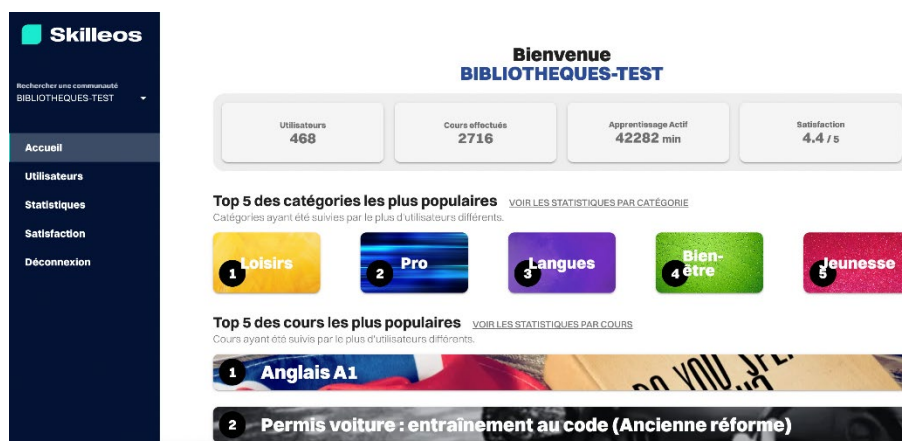 Skilleos
Rechercher une communauté
BIBLIOTHEQUES-TEST
Accueil
Utilisateurs
Statistiques
Satisfaction
Déconnexion
Bienvenue
BIBLIOTHEQUES-TEST
Utilisateurs
468
Cours effectués
2716
Apprentissage Actif
42282 min
Satisfaction
4.4 / 5
Top 5 des catégories les plus populaires VOIR LES STATISTIQUES PAR CATÉGORIE
Catégories ayant été suivies par le plus d'utilisateurs différents.
1 Loisirs
2 Pro
3 Langues
4 Bien-
être
5 Jeunesse
Top 5 des cours les plus populaires VOIR LES STATISTIQUES PAR COURS
Cours ayant été suivis par le plus d'utilisateurs différents.
1 Anglais A1
DO YOU
2 Permis voiture : entraînement au code (Ancienne réforme)